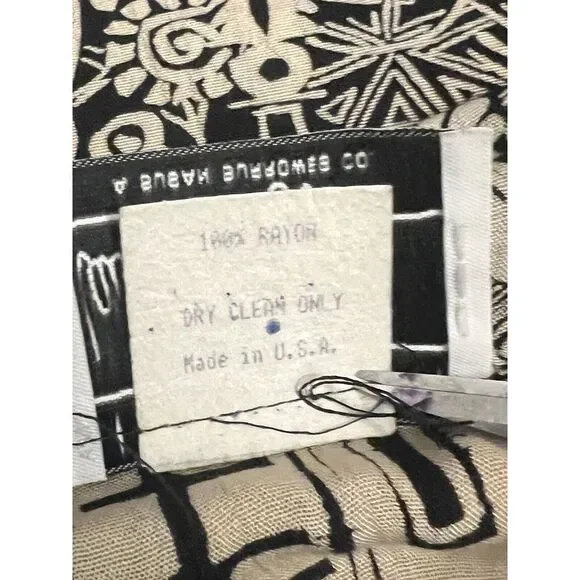 100% RAYON
DRY CLEAN ONLY
Made in U.S.A.